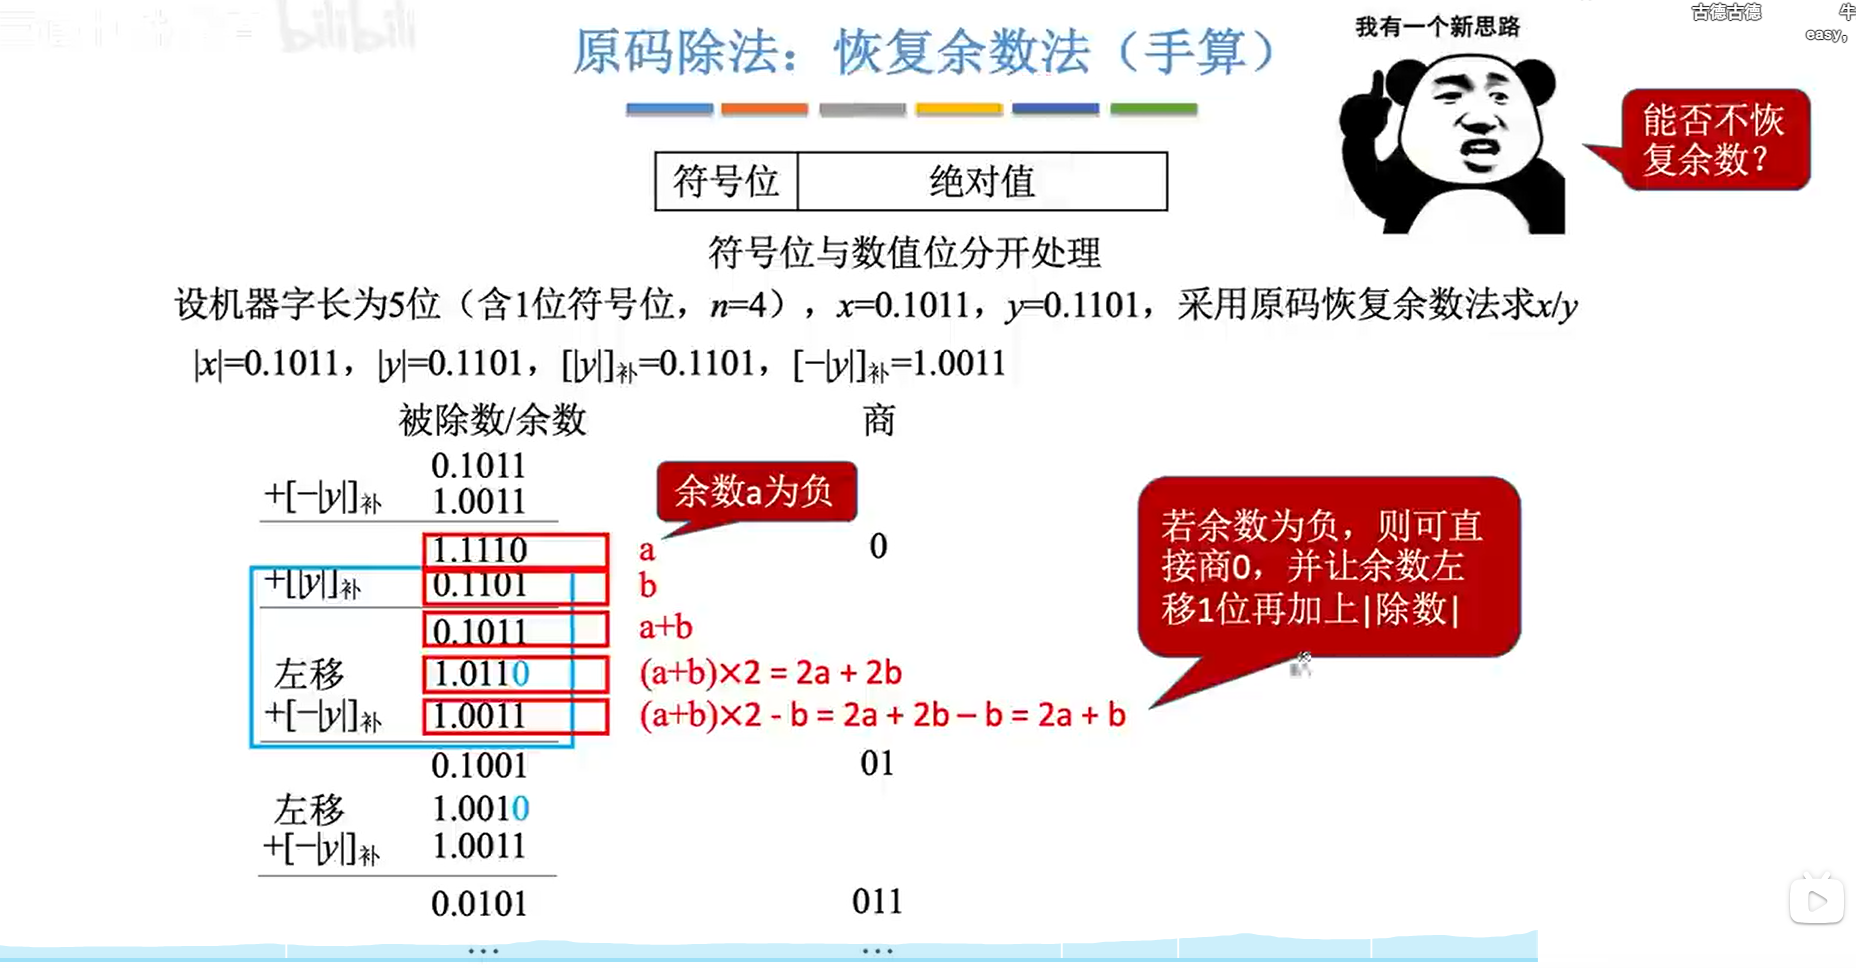 bilibili
古德古德
牛
easy,
原码除法：恢复余数法（手算）
我有一个新思路
能否不恢
复余数？
符号位 绝对值
符号位与数值位分开处理
设机器字长为5位（含1位符号位，n=4），x=0.1011，y=0.1101，采用原码恢复余数法求x/y
|x|=0.1011，|y|=0.1101，[|y|]补=0.1101，[−|y|]补=1.0011
被除数/余数 商
0.1011
+[−|y|]补 1.0011
余数a为负
1.1110 a 0
+[|y|]补 0.1101 b
0.1011 a+b
左移 1.0110 (a+b)×2 = 2a + 2b
+[−|y|]补 1.0011 (a+b)×2 - b = 2a + 2b – b = 2a + b
若余数为负，则可直
接商0，并让余数左
移1位再加上|除数|
0.1001 01
左移 1.0010
+[−|y|]补 1.0011
0.0101 011
… …